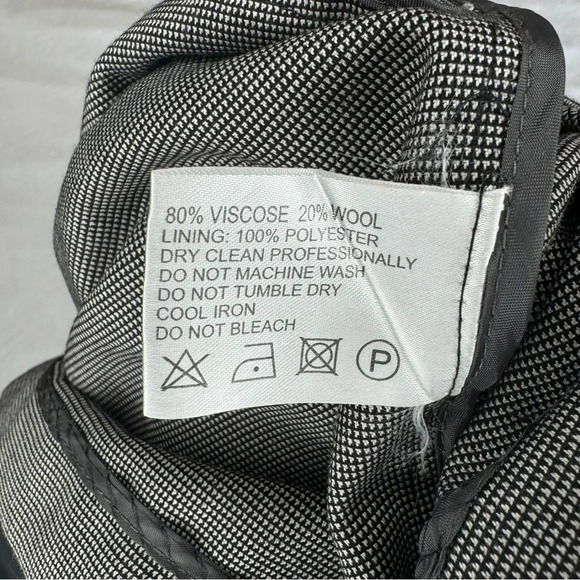 80% VISCOSE 20% WOOL
LINING: 100% POLYESTER
DRY CLEAN PROFESSIONALLY
DO NOT MACHINE WASH
DO NOT TUMBLE DRY
COOL IRON
DO NOT BLEACH
P